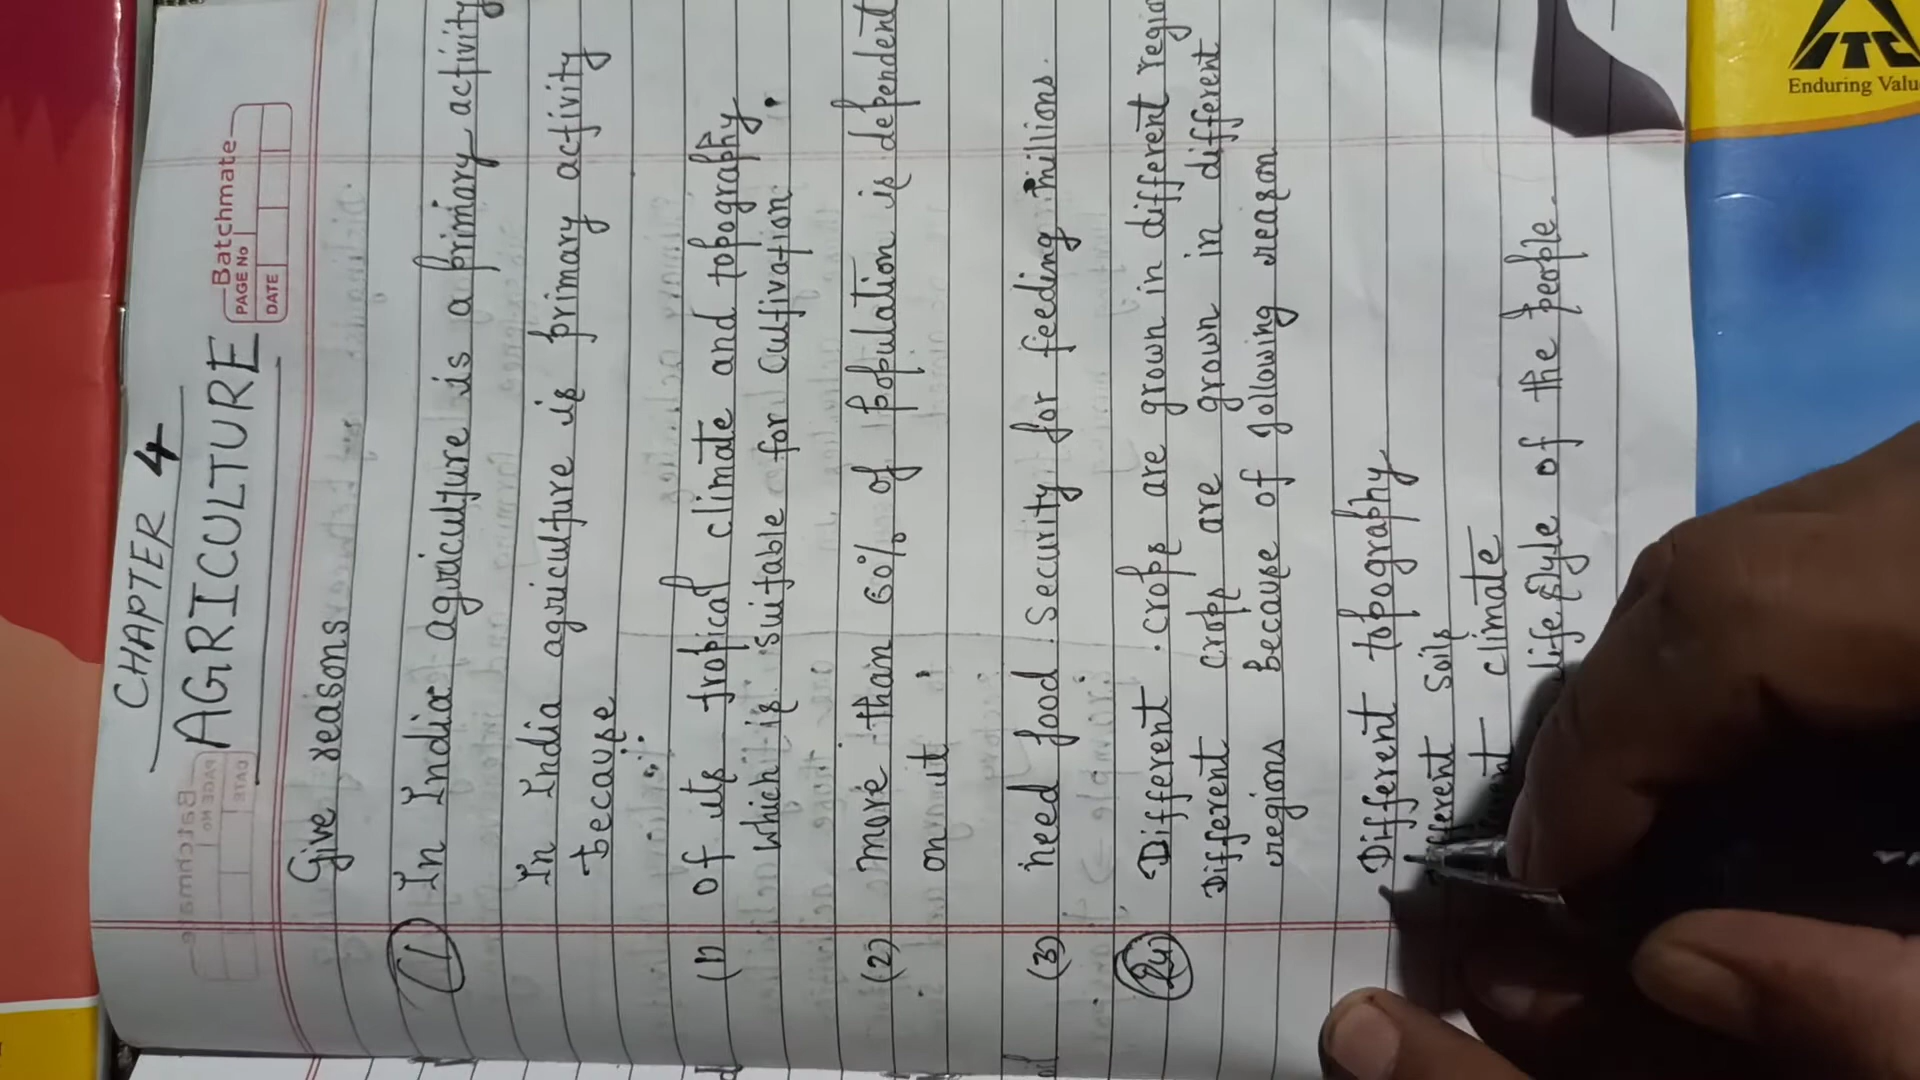 CHAPTER 4
AGRICULTURE
Batchmate
PAGE No
DATE
Give reasons
(1) In India agriculture is a primary activity
In India agriculture is primary activity
because
(1) of its tropical climate and topography
which is suitable for cultivation.
(2) more than 60% of population is dependent
on it.
(3) need food security for feeding millions.
Different crops are grown in different regio
Different crops are grown in different
regions because of following reason
Different topography
fferent soils
climate
life style of the people.
ITC
Enduring Valu